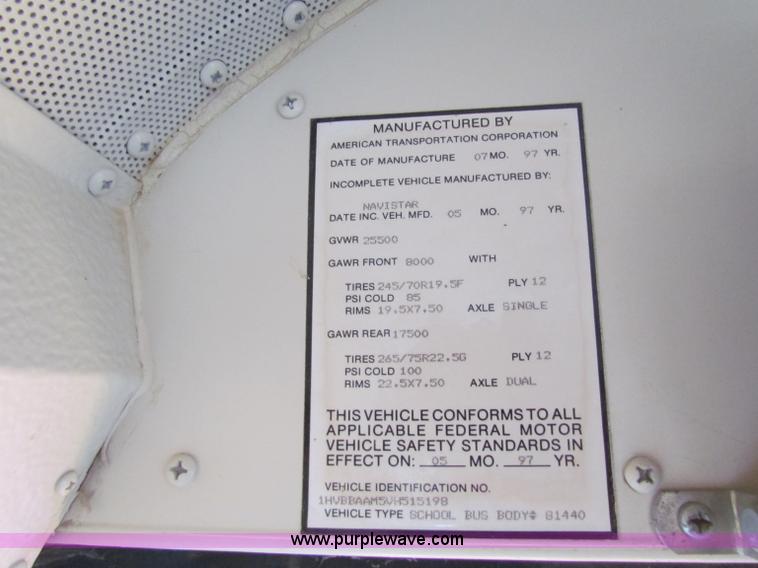 MANUFACTURED BY
AMERICAN TRANSPORTATION CORPORATION
DATE OF MANUFACTURE 07 MO. 97 YR.
INCOMPLETE VEHICLE MANUFACTURED BY:
NAVISTAR
DATE INC. VEH. MFD. 05 MO. 97 YR.
GVWR 25500
GAWR FRONT 8000 WITH
TIRES 245/70R19.5F PLY 12
PSI COLD 85
RIMS 19.5X7.50 AXLE SINGLE
GAWR REAR 17500
TIRES 265/75R22.5G PLY 12
PSI COLD 100
RIMS 22.5X7.50 AXLE DUAL
THIS VEHICLE CONFORMS TO ALL
APPLICABLE FEDERAL MOTOR
VEHICLE SAFETY STANDARDS IN
EFFECT ON: 05 MO. 97 YR.
VEHICLE IDENTIFICATION NO.
1HVBBAAM5VH515198
VEHICLE TYPE SCHOOL BUS BODY# 81440
www.purplewave.com